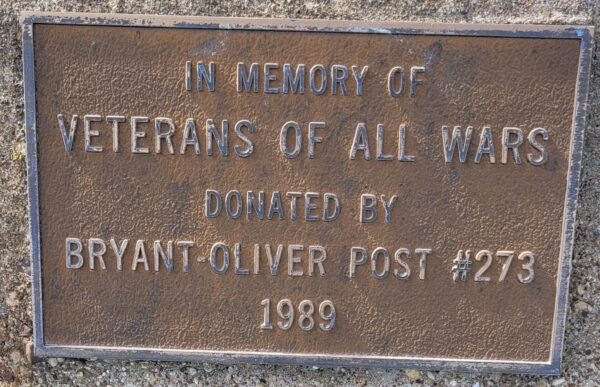 IN MEMORY OF
VETERANS OF ALL WARS
DONATED BY
BRYANT-OLIVER POST #273
1989